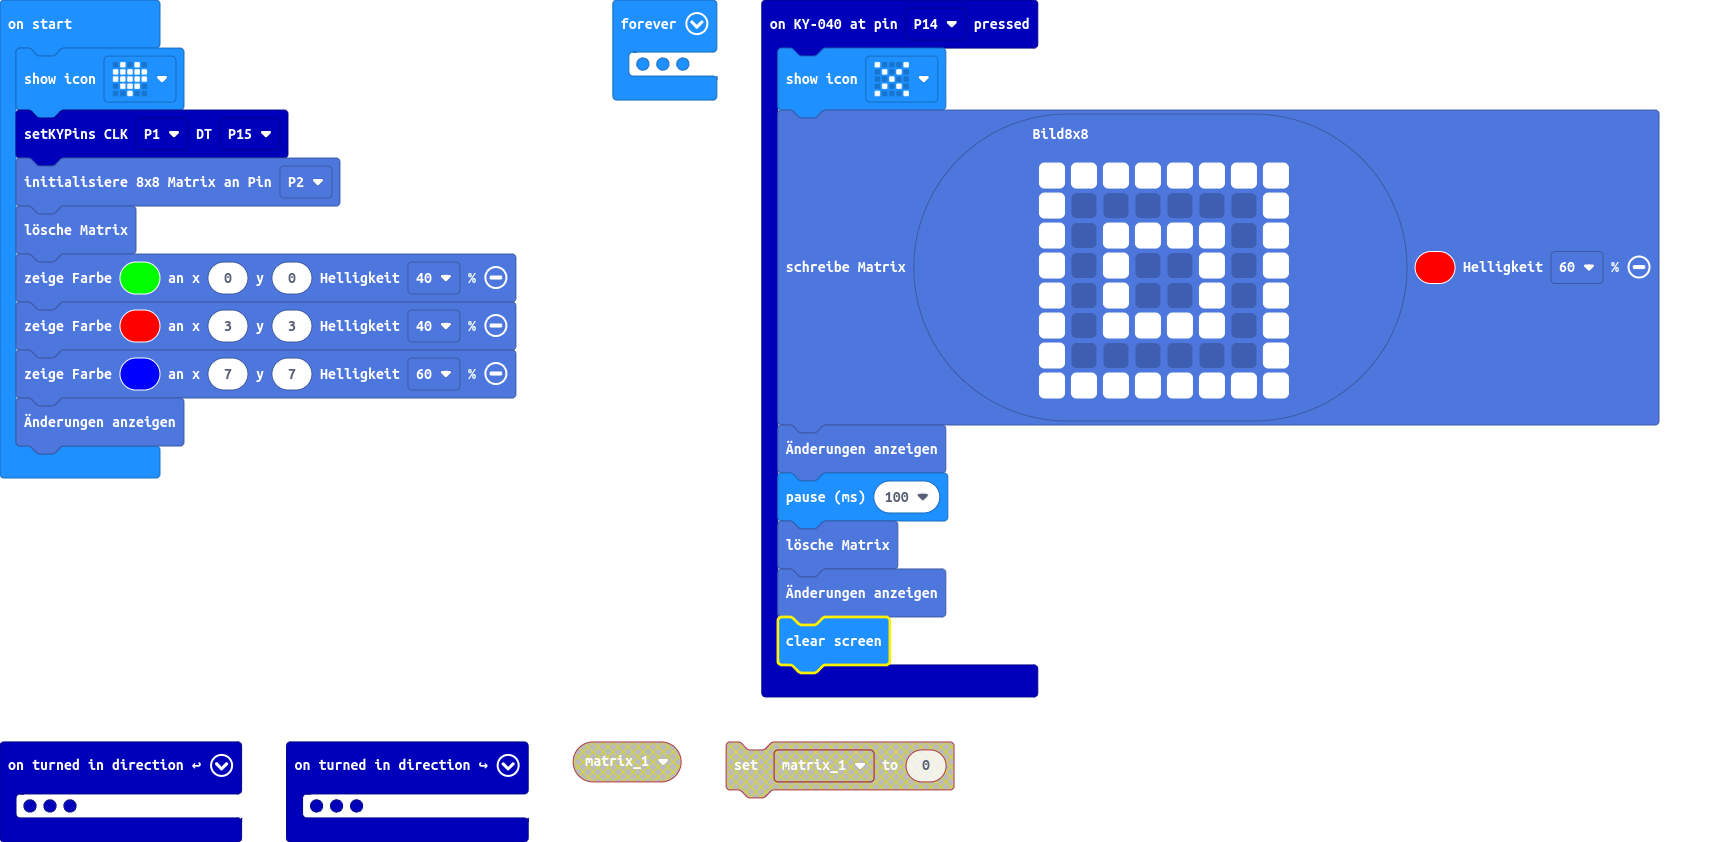 on start
show icon
setKYPins CLK P1 DT P15
initialisiere 8x8 Matrix an Pin P2
lösche Matrix
zeige Farbe an x 0 y 0 Helligkeit 40 %
zeige Farbe an x 3 y 3 Helligkeit 40 %
zeige Farbe an x 7 y 7 Helligkeit 60 %
Änderungen anzeigen
forever
on KY-040 at pin P14 pressed
show icon
Bild8x8
schreibe Matrix Helligkeit 60 %
Änderungen anzeigen
pause (ms) 100
lösche Matrix
Änderungen anzeigen
clear screen
on turned in direction ↩
on turned in direction ↪
matrix_1
set matrix_1 to 0